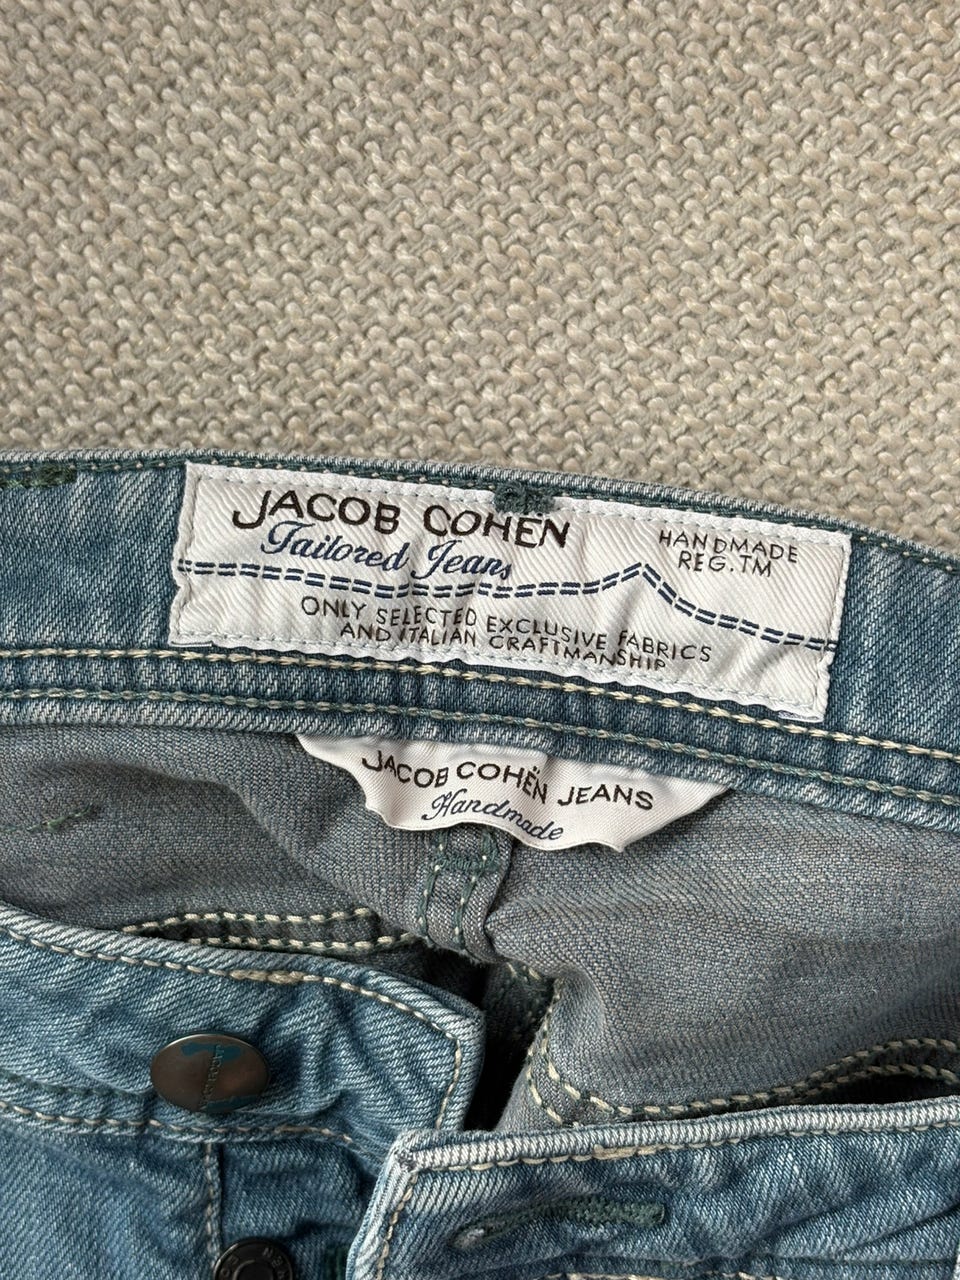 JACOB COHËN
Tailored Jeans
HANDMADE
REG.TM
ONLY SELECTED EXCLUSIVE FABRICS
AND ITALIAN CRAFTMANSHIP
JACOB COHËN JEANS
Handmade